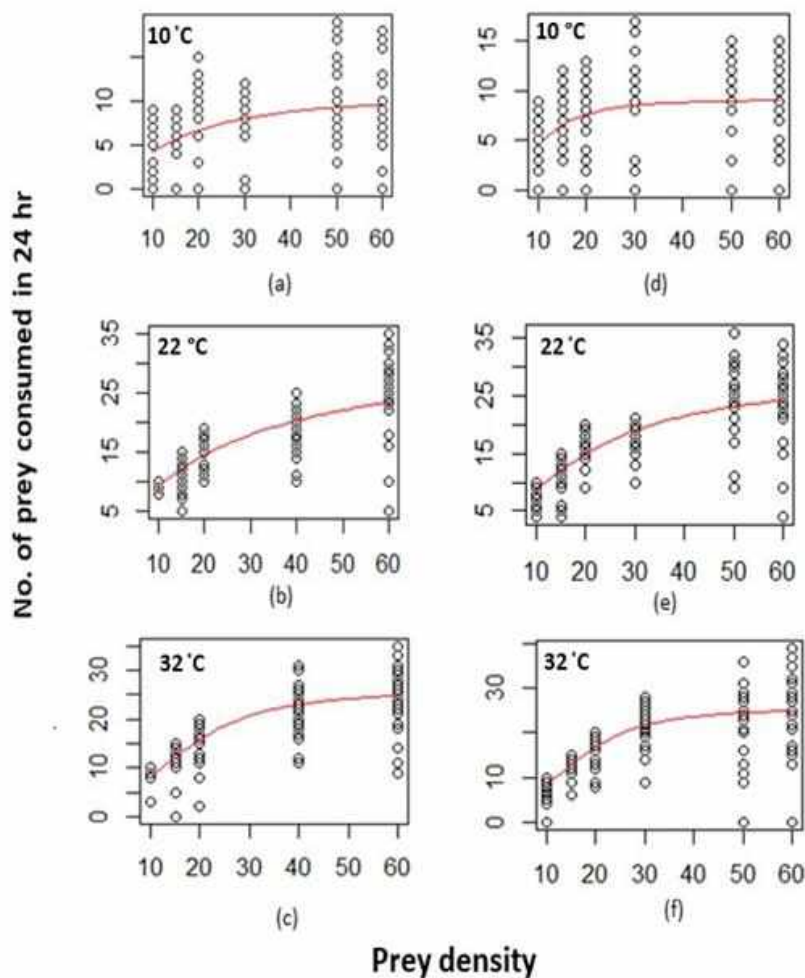 No. of prey consumed in 24 hr
10 ˚C
0 5 10
10 20 30 40 50 60
(a)
10 °C
0 5 10 15
10 20 30 40 50 60
(d)
22 °C
5 15 25 35
10 20 30 40 50 60
(b)
22 ˚C
5 15 25 35
10 20 30 40 50 60
(e)
32 ˚C
0 10 20 30
10 20 30 40 50 60
(c)
32 ˚C
0 10 30
10 20 30 40 50 60
(f)
Prey density